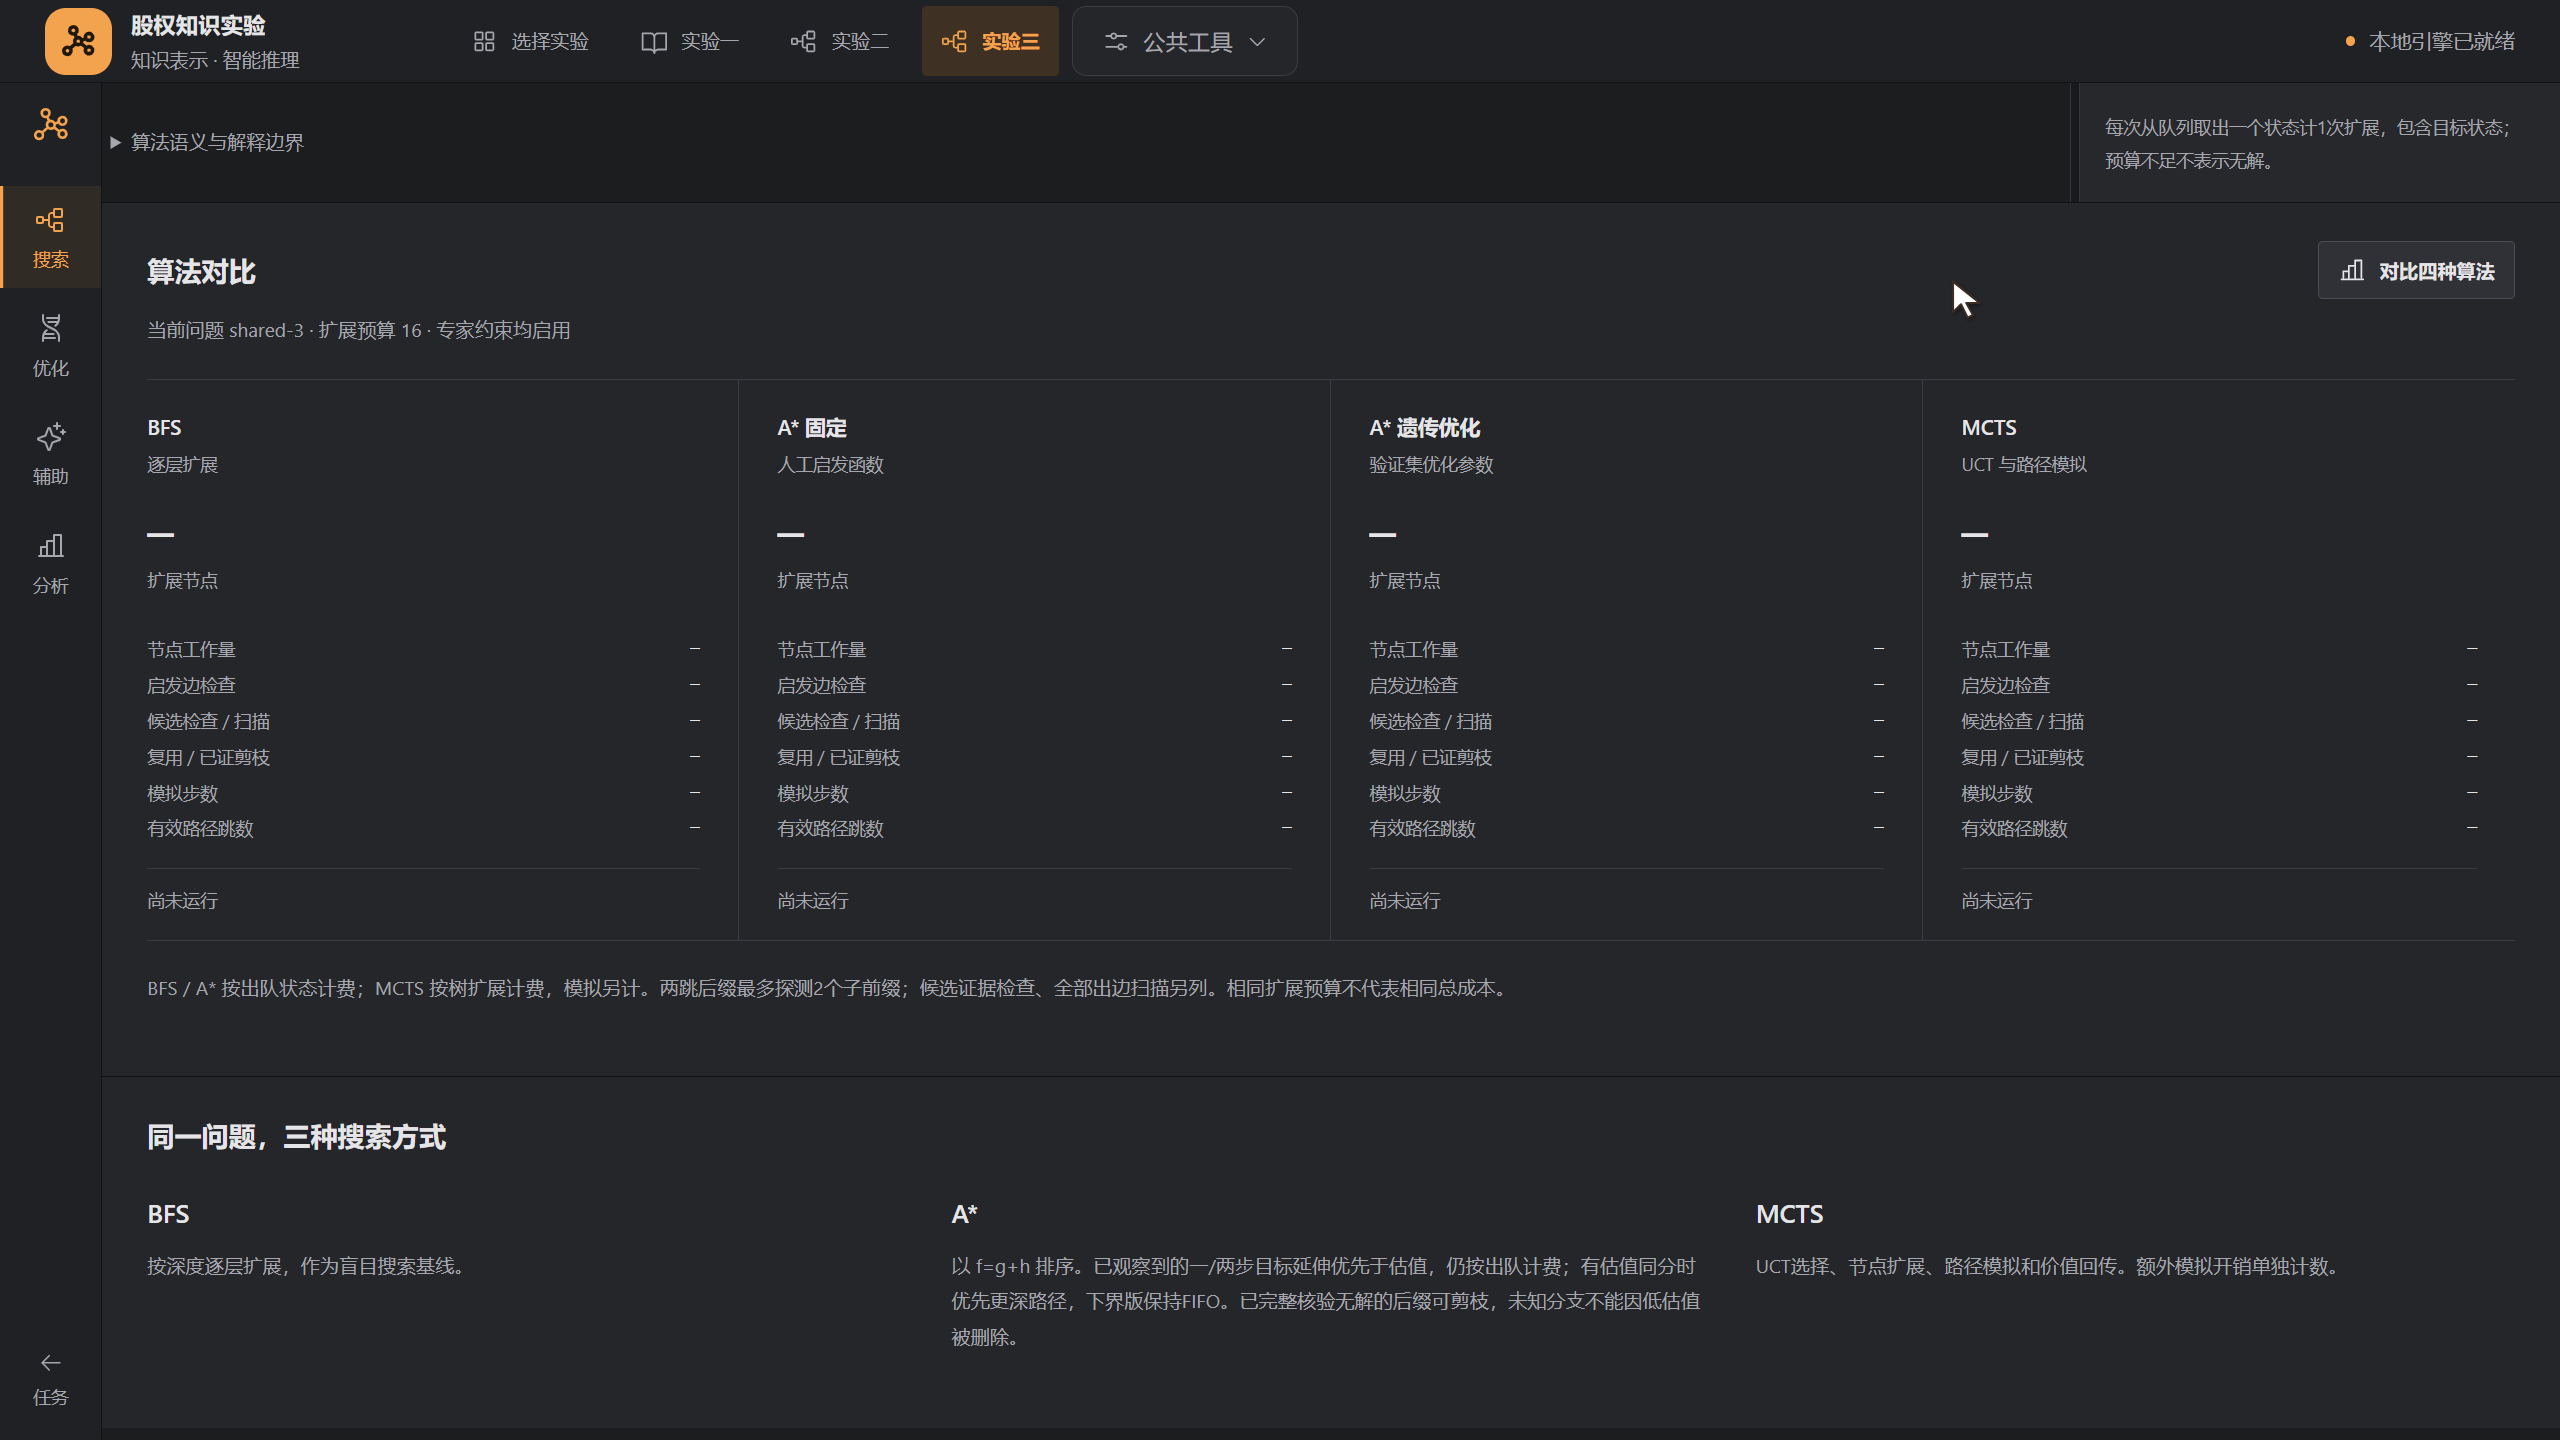 股权知识实验
知识表示 · 智能推理
选择实验
实验一
实验二
实验三
公共工具
本地引擎已就绪
搜索
优化
辅助
分析
任务
算法语义与解释边界
每次从队列取出一个状态计1次扩展，包含目标状态；
预算不足不表示无解。
算法对比
对比四种算法
当前问题 shared-3 · 扩展预算 16 · 专家约束均启用
BFS
逐层扩展
—
扩展节点
节点工作量 –
启发边检查 –
候选检查 / 扫描 –
复用 / 已证剪枝 –
模拟步数 –
有效路径跳数 –
尚未运行
A* 固定
人工启发函数
—
扩展节点
节点工作量 –
启发边检查 –
候选检查 / 扫描 –
复用 / 已证剪枝 –
模拟步数 –
有效路径跳数 –
尚未运行
A* 遗传优化
验证集优化参数
—
扩展节点
节点工作量 –
启发边检查 –
候选检查 / 扫描 –
复用 / 已证剪枝 –
模拟步数 –
有效路径跳数 –
尚未运行
MCTS
UCT 与路径模拟
—
扩展节点
节点工作量 –
启发边检查 –
候选检查 / 扫描 –
复用 / 已证剪枝 –
模拟步数 –
有效路径跳数 –
尚未运行
BFS / A* 按出队状态计费；MCTS 按树扩展计费，模拟另计。两跳后缀最多探测2个子前缀；候选证据检查、全部出边扫描另列。相同扩展预算不代表相同总成本。
同一问题，三种搜索方式
BFS
按深度逐层扩展，作为盲目搜索基线。
A*
以 f=g+h 排序。已观察到的一/两步目标延伸优先于估值，仍按出队计费；有估值同分时
优先更深路径，下界版保持FIFO。已完整核验无解的后缀可剪枝，未知分支不能因低估值
被删除。
MCTS
UCT选择、节点扩展、路径模拟和价值回传。额外模拟开销单独计数。